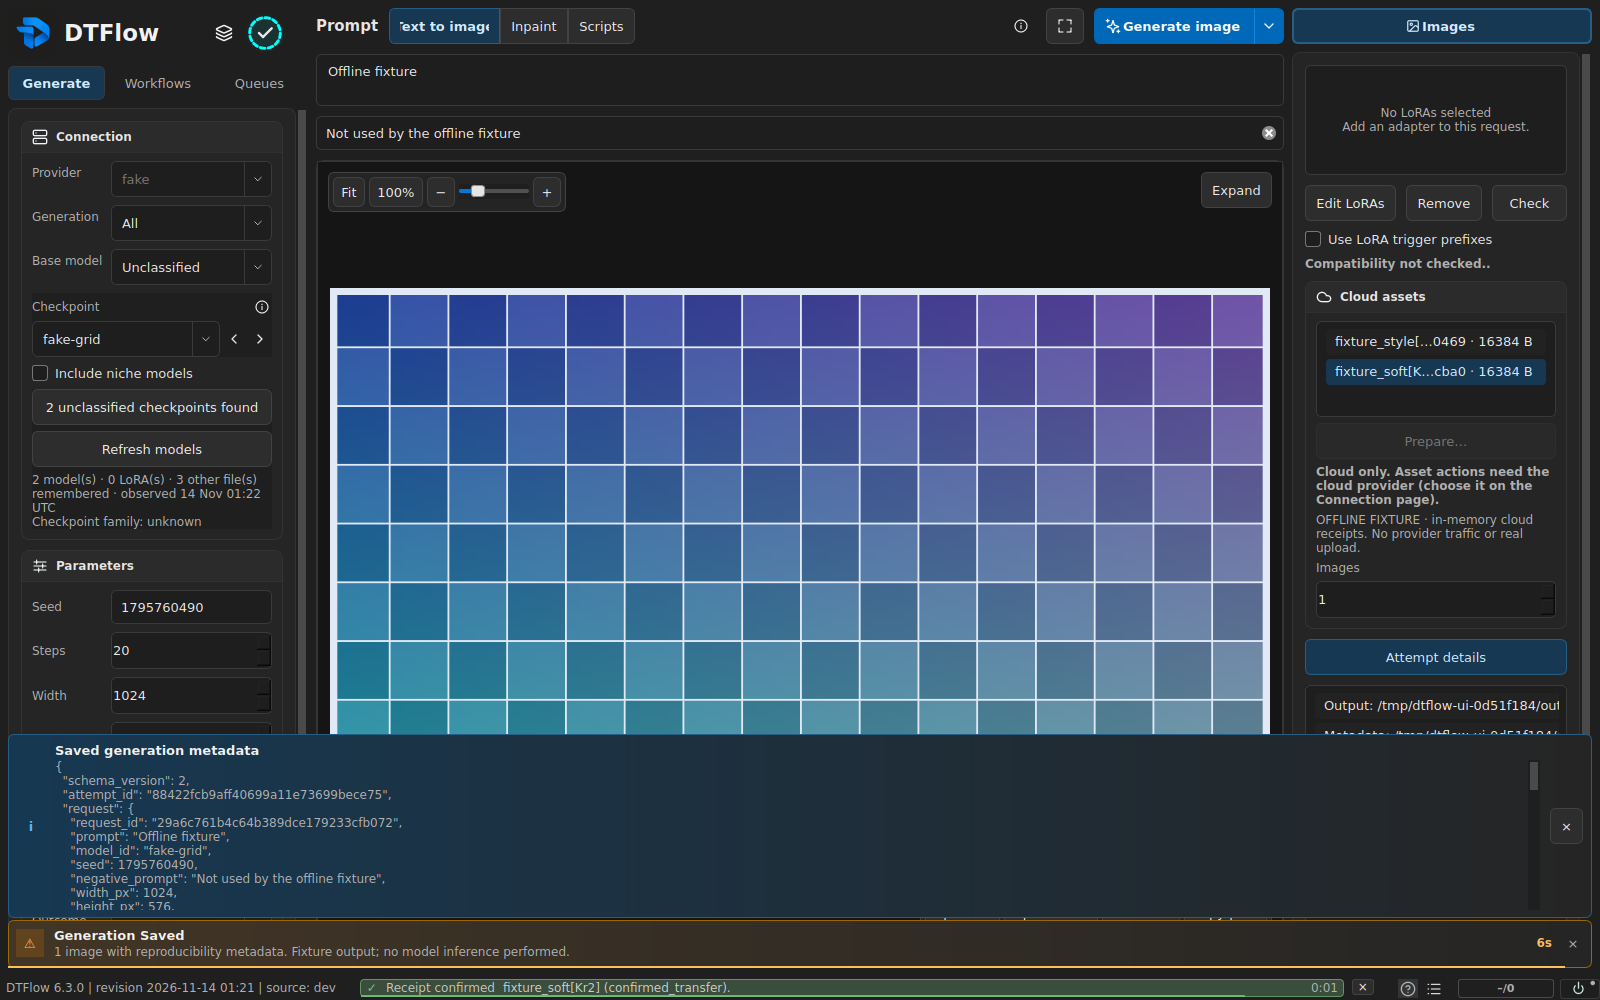 DTFlow
Prompt
Text to image
Inpaint
Scripts
Generate image
Images
Generate
Workflows
Queues
Offline fixture
Not used by the offline fixture
Connection
Provider
fake
Generation
All
Base model
Unclassified
Checkpoint
fake-grid
Include niche models
2 unclassified checkpoints found
Refresh models
2 model(s) · 0 LoRA(s) · 3 other file(s)
remembered · observed 14 Nov 01:22
UTC
Checkpoint family: unknown
Parameters
Seed
1795760490
Steps
20
Width
1024
Fit
100%
−
+
Expand
No LoRAs selected
Add an adapter to this request.
Edit LoRAs
Remove
Check
Use LoRA trigger prefixes
Compatibility not checked..
Cloud assets
fixture_style[...0469 · 16384 B
fixture_soft[K...cba0 · 16384 B
Prepare...
Cloud only. Asset actions need the
cloud provider (choose it on the
Connection page).
OFFLINE FIXTURE · in-memory cloud
receipts. No provider traffic or real
upload.
Images
1
Attempt details
Output: /tmp/dtflow-ui-0d51f184/out
Metadata: /tmp/dtflow-ui-0d51f184/
Saved generation metadata
{
"schema_version": 2,
"attempt_id": "88422fcb9aff40699a11e73699bece75",
"request": {
"request_id": "29a6c761b4c64b389dce179233cfb072",
"prompt": "Offline fixture",
"model_id": "fake-grid",
"seed": 1795760490,
"negative_prompt": "Not used by the offline fixture",
"width_px": 1024,
"height_px": 576,
Generation Saved
1 image with reproducibility metadata. Fixture output; no model inference performed.
6s
DTFlow 6.3.0 | revision 2026-11-14 01:21 | source: dev
✓ Receipt confirmed fixture_soft[Kr2] (confirmed_transfer).
0:01
–/0